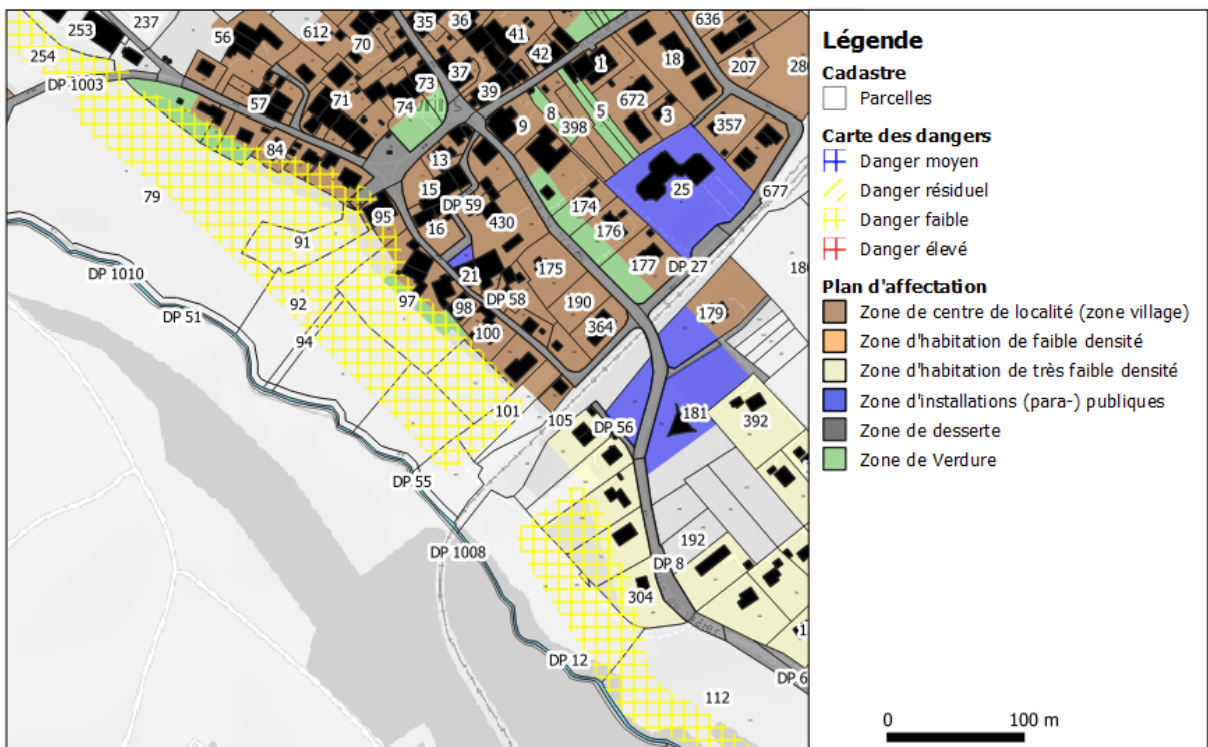 253
237
56
612
70
35
36
41
42
636
1
18
207
280
254
DP 1003
57
71
74
73
37
39
9
8
398
5
672
3
357
84
13
15
DP 59
16
430
174
176
177
25
677
DP 27
180
79
91
95
92
94
97
98
21
DP 58
100
175
190
364
179
DP 1010
DP 51
101
105
DP 56
181
392
DP 55
DP 1008
192
DP 8
304
DP 12
112
DP 6
Légende
Cadastre
Parcelles
Carte des dangers
Danger moyen
Danger résiduel
Danger faible
Danger élevé
Plan d'affectation
Zone de centre de localité (zone village)
Zone d'habitation de faible densité
Zone d'habitation de très faible densité
Zone d'installations (para-) publiques
Zone de desserte
Zone de Verdure
0
100 m